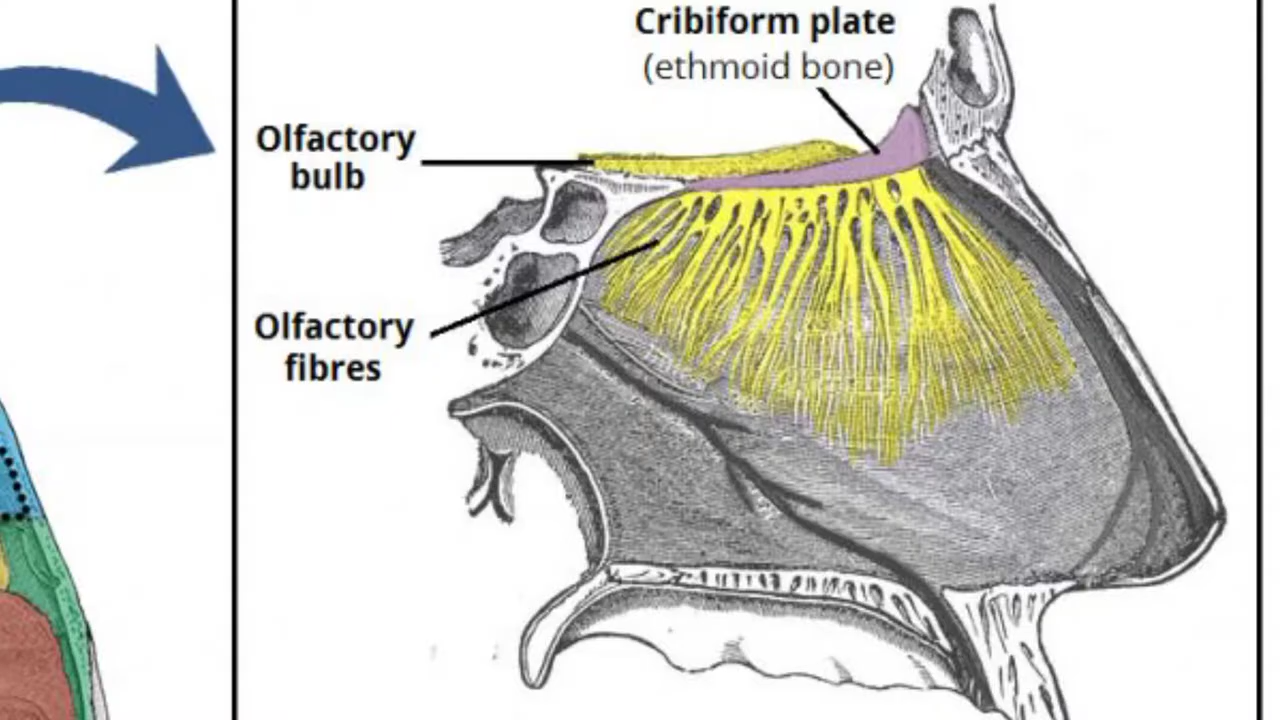 Cribiform plate
(ethmoid bone)
Olfactory
bulb
Olfactory
fibres